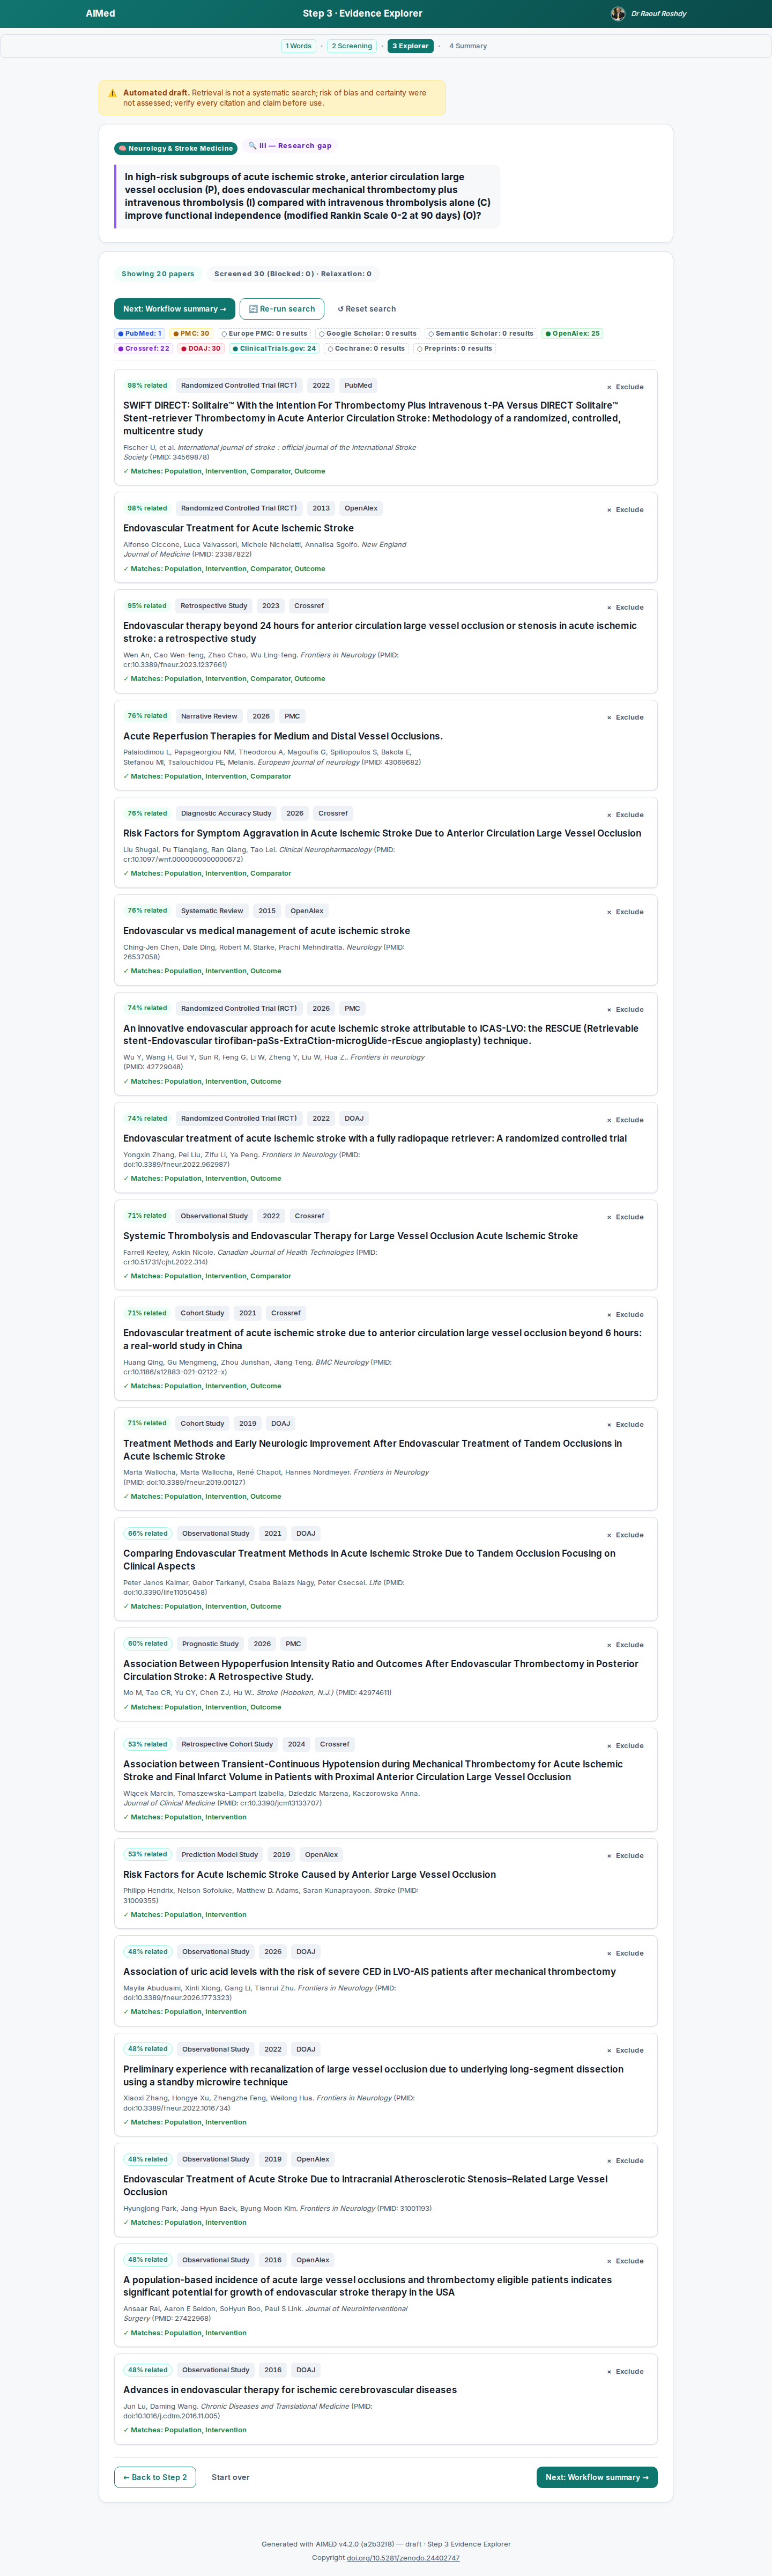 AIMed
Step 3 · Evidence Explorer
Dr Raouf Roshdy
1 Words · 2 Screening · 3 Explorer · 4 Summary
⚠️ Automated draft. Retrieval is not a systematic search; risk of bias and certainty were
not assessed; verify every citation and claim before use.
🧠 Neurology & Stroke Medicine 🔍 iii — Research gap
In high-risk subgroups of acute ischemic stroke, anterior circulation large
vessel occlusion (P), does endovascular mechanical thrombectomy plus
intravenous thrombolysis (I) compared with intravenous thrombolysis alone (C)
improve functional independence (modified Rankin Scale 0-2 at 90 days) (O)?
Showing 20 papers Screened 30 (Blocked: 0) · Relaxation: 0
Next: Workflow summary → 🔄 Re-run search ↺ Reset search
PubMed: 1 PMC: 30 Europe PMC: 0 results Google Scholar: 0 results Semantic Scholar: 0 results OpenAlex: 25
Crossref: 22 DOAJ: 30 ClinicalTrials.gov: 24 Cochrane: 0 results Preprints: 0 results
98% related Randomized Controlled Trial (RCT) 2022 PubMed × Exclude
SWIFT DIRECT: Solitaire™ With the Intention For Thrombectomy Plus Intravenous t-PA Versus DIRECT Solitaire™
Stent-retriever Thrombectomy in Acute Anterior Circulation Stroke: Methodology of a randomized, controlled,
multicentre study
Fischer U, et al. International journal of stroke : official journal of the International Stroke
Society (PMID: 34569878)
✓ Matches: Population, Intervention, Comparator, Outcome
98% related Randomized Controlled Trial (RCT) 2013 OpenAlex × Exclude
Endovascular Treatment for Acute Ischemic Stroke
Alfonso Ciccone, Luca Valvassori, Michele Nichelatti, Annalisa Sgoifo. New England
Journal of Medicine (PMID: 23387822)
✓ Matches: Population, Intervention, Comparator, Outcome
95% related Retrospective Study 2023 Crossref × Exclude
Endovascular therapy beyond 24 hours for anterior circulation large vessel occlusion or stenosis in acute ischemic
stroke: a retrospective study
Wen An, Cao Wen-feng, Zhao Chao, Wu Ling-feng. Frontiers in Neurology (PMID:
cr:10.3389/fneur.2023.1237661)
✓ Matches: Population, Intervention, Comparator, Outcome
76% related Narrative Review 2026 PMC × Exclude
Acute Reperfusion Therapies for Medium and Distal Vessel Occlusions.
Palaiodimou L, Papageorgiou NM, Theodorou A, Magoufis G, Spiliopoulos S, Bakola E,
Stefanou MI, Tsalouchidou PE, Melanis. European journal of neurology (PMID: 43069682)
✓ Matches: Population, Intervention, Comparator
76% related Diagnostic Accuracy Study 2026 Crossref × Exclude
Risk Factors for Symptom Aggravation in Acute Ischemic Stroke Due to Anterior Circulation Large Vessel Occlusion
Liu Shugai, Pu Tianqiang, Ran Qiang, Tao Lei. Clinical Neuropharmacology (PMID:
cr:10.1097/wnf.0000000000000672)
✓ Matches: Population, Intervention, Comparator
76% related Systematic Review 2015 OpenAlex × Exclude
Endovascular vs medical management of acute ischemic stroke
Ching-Jen Chen, Dale Ding, Robert M. Starke, Prachi Mehndiratta. Neurology (PMID:
26537058)
✓ Matches: Population, Intervention, Outcome
74% related Randomized Controlled Trial (RCT) 2026 PMC × Exclude
An innovative endovascular approach for acute ischemic stroke attributable to ICAS-LVO: the RESCUE (Retrievable
stent-Endovascular tirofiban-paSs-ExtraCtion-microgUide-rEscue angioplasty) technique.
Wu Y, Wang H, Gui Y, Sun R, Feng G, Li W, Zheng Y, Liu W, Hua Z.. Frontiers in neurology
(PMID: 42729048)
✓ Matches: Population, Intervention, Outcome
74% related Randomized Controlled Trial (RCT) 2022 DOAJ × Exclude
Endovascular treatment of acute ischemic stroke with a fully radiopaque retriever: A randomized controlled trial
Yongxin Zhang, Pei Liu, Zifu Li, Ya Peng. Frontiers in Neurology (PMID:
doi:10.3389/fneur.2022.962987)
✓ Matches: Population, Intervention, Outcome
71% related Observational Study 2022 Crossref × Exclude
Systemic Thrombolysis and Endovascular Therapy for Large Vessel Occlusion Acute Ischemic Stroke
Farrell Keeley, Askin Nicole. Canadian Journal of Health Technologies (PMID:
cr:10.51731/cjht.2022.314)
✓ Matches: Population, Intervention, Comparator
71% related Cohort Study 2021 Crossref × Exclude
Endovascular treatment of acute ischemic stroke due to anterior circulation large vessel occlusion beyond 6 hours:
a real-world study in China
Huang Qing, Gu Mengmeng, Zhou Junshan, Jiang Teng. BMC Neurology (PMID:
cr:10.1186/s12883-021-02122-x)
✓ Matches: Population, Intervention, Outcome
71% related Cohort Study 2019 DOAJ × Exclude
Treatment Methods and Early Neurologic Improvement After Endovascular Treatment of Tandem Occlusions in
Acute Ischemic Stroke
Marta Wallocha, Marta Wallocha, René Chapot, Hannes Nordmeyer. Frontiers in Neurology
(PMID: doi:10.3389/fneur.2019.00127)
✓ Matches: Population, Intervention, Outcome
66% related Observational Study 2021 DOAJ × Exclude
Comparing Endovascular Treatment Methods in Acute Ischemic Stroke Due to Tandem Occlusion Focusing on
Clinical Aspects
Peter Janos Kalmar, Gabor Tarkanyi, Csaba Balazs Nagy, Peter Csecsei. Life (PMID:
doi:10.3390/life11050458)
✓ Matches: Population, Intervention, Outcome
60% related Prognostic Study 2026 PMC × Exclude
Association Between Hypoperfusion Intensity Ratio and Outcomes After Endovascular Thrombectomy in Posterior
Circulation Stroke: A Retrospective Study.
Mo M, Tao CR, Yu CY, Chen ZJ, Hu W.. Stroke (Hoboken, N.J.) (PMID: 42974611)
✓ Matches: Population, Intervention, Outcome
53% related Retrospective Cohort Study 2024 Crossref × Exclude
Association between Transient-Continuous Hypotension during Mechanical Thrombectomy for Acute Ischemic
Stroke and Final Infarct Volume in Patients with Proximal Anterior Circulation Large Vessel Occlusion
Wiącek Marcin, Tomaszewska-Lampart Izabella, Dziedzic Marzena, Kaczorowska Anna.
Journal of Clinical Medicine (PMID: cr:10.3390/jcm13133707)
✓ Matches: Population, Intervention
53% related Prediction Model Study 2019 OpenAlex × Exclude
Risk Factors for Acute Ischemic Stroke Caused by Anterior Large Vessel Occlusion
Philipp Hendrix, Nelson Sofoluke, Matthew D. Adams, Saran Kunaprayoon. Stroke (PMID:
31009355)
✓ Matches: Population, Intervention
48% related Observational Study 2026 DOAJ × Exclude
Association of uric acid levels with the risk of severe CED in LVO-AIS patients after mechanical thrombectomy
Mayila Abuduaini, Xinli Xiong, Gang Li, Tianrui Zhu. Frontiers in Neurology (PMID:
doi:10.3389/fneur.2026.1773323)
✓ Matches: Population, Intervention
48% related Observational Study 2022 DOAJ × Exclude
Preliminary experience with recanalization of large vessel occlusion due to underlying long-segment dissection
using a standby microwire technique
Xiaoxi Zhang, Hongye Xu, Zhengzhe Feng, Weilong Hua. Frontiers in Neurology (PMID:
doi:10.3389/fneur.2022.1016734)
✓ Matches: Population, Intervention
48% related Observational Study 2019 OpenAlex × Exclude
Endovascular Treatment of Acute Stroke Due to Intracranial Atherosclerotic Stenosis–Related Large Vessel
Occlusion
Hyungjong Park, Jang-Hyun Baek, Byung Moon Kim. Frontiers in Neurology (PMID: 31001193)
✓ Matches: Population, Intervention
48% related Observational Study 2016 OpenAlex × Exclude
A population-based incidence of acute large vessel occlusions and thrombectomy eligible patients indicates
significant potential for growth of endovascular stroke therapy in the USA
Ansaar Rai, Aaron E Seldon, SoHyun Boo, Paul S Link. Journal of NeuroInterventional
Surgery (PMID: 27422968)
✓ Matches: Population, Intervention
48% related Observational Study 2016 DOAJ × Exclude
Advances in endovascular therapy for ischemic cerebrovascular diseases
Jun Lu, Daming Wang. Chronic Diseases and Translational Medicine (PMID:
doi:10.1016/j.cdtm.2016.11.005)
✓ Matches: Population, Intervention
← Back to Step 2 Start over Next: Workflow summary →
Generated with AIMED v4.2.0 (a2b32f8) — draft · Step 3 Evidence Explorer
Copyright doi.org/10.5281/zenodo.24402747